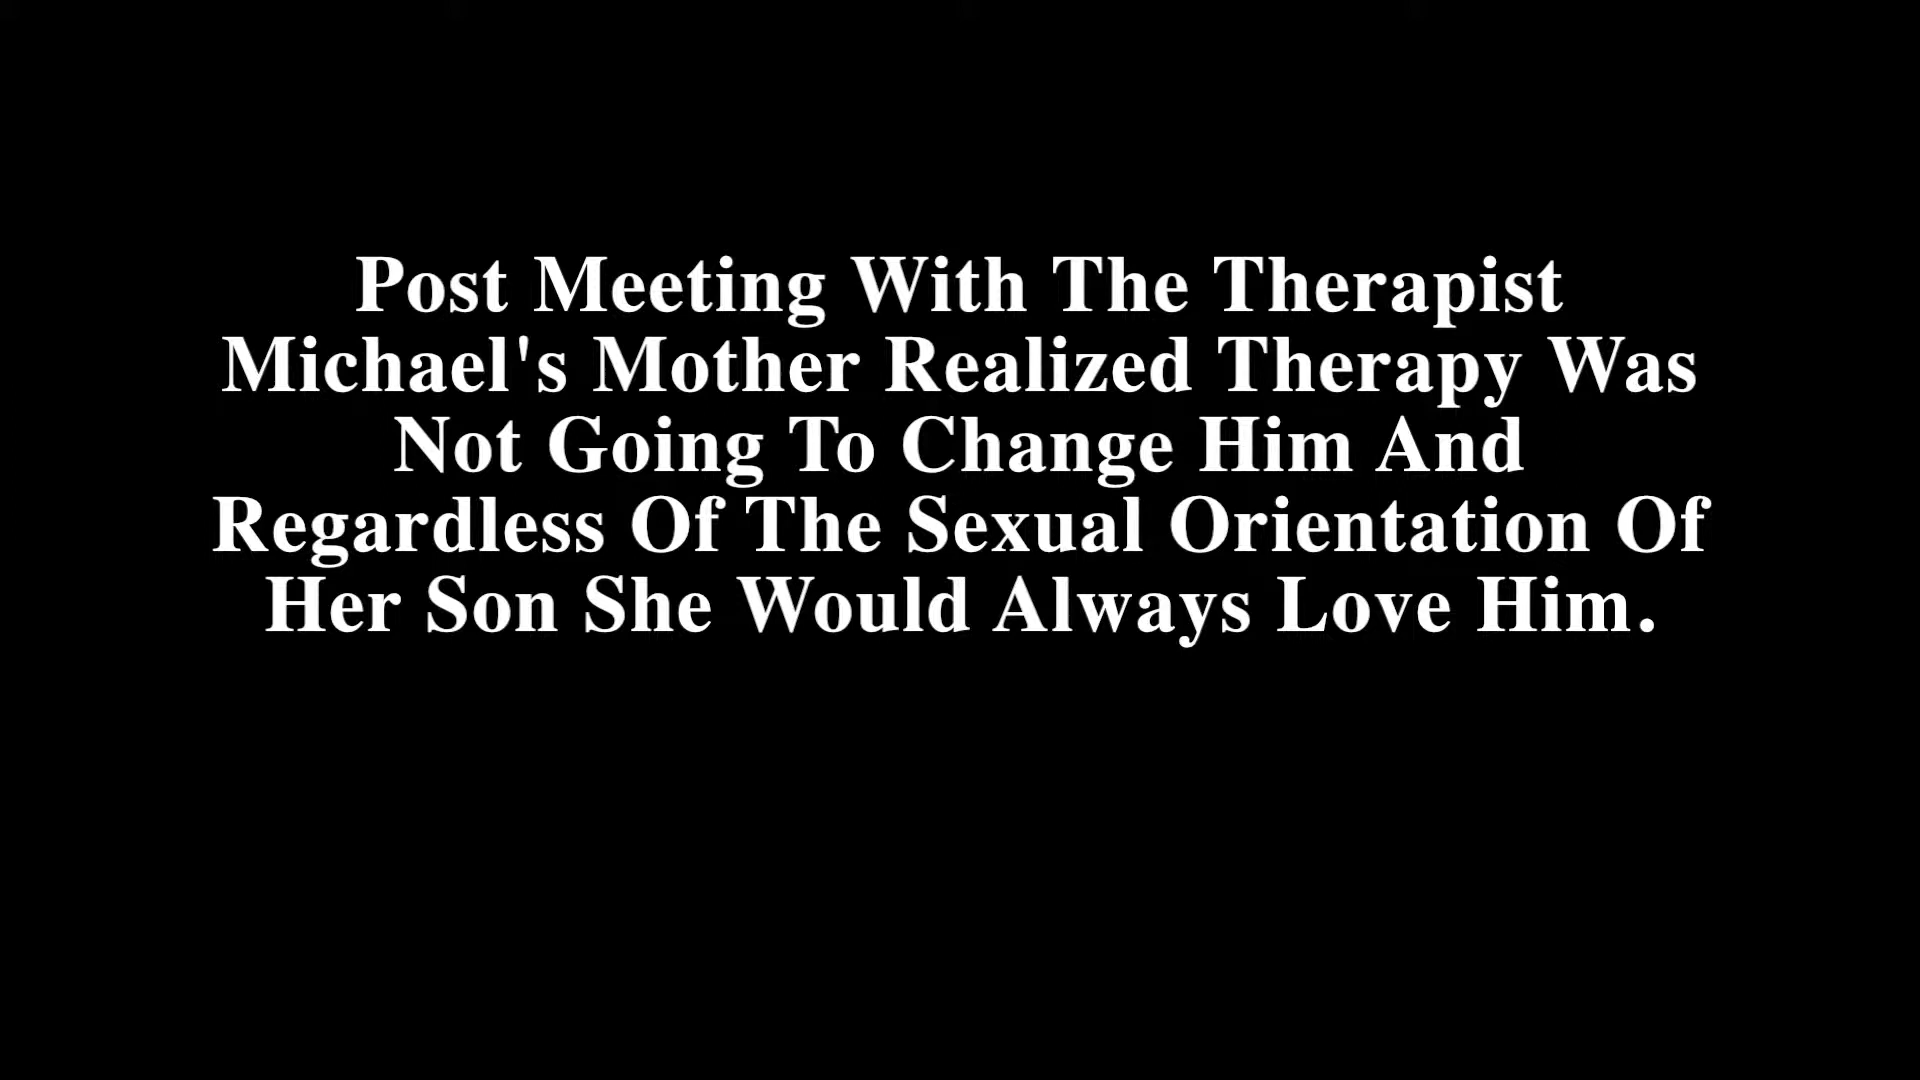 Post Meeting With The Therapist
Michael's Mother Realized Therapy Was
Not Going To Change Him And
Regardless Of The Sexual Orientation Of
Her Son She Would Always Love Him.